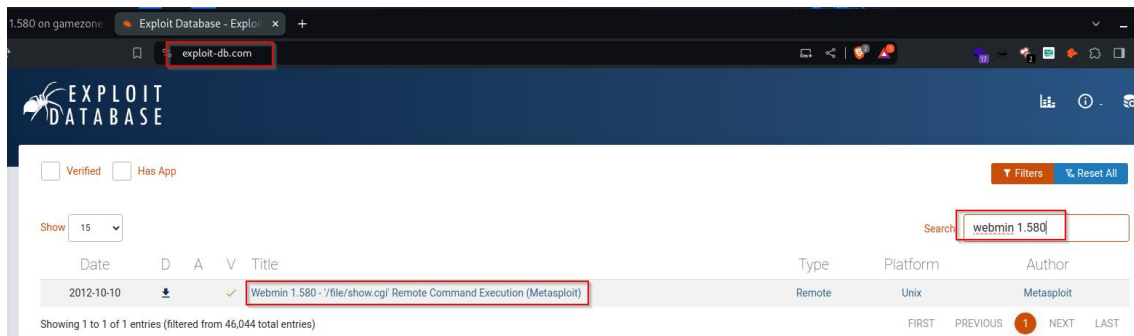 1.580 on gamezone
Exploit Database - Exploi
exploit-db.com
17
2
EXPLOIT
DATABASE
Verified
Has App
Filters
Reset All
Show 15
Search webmin 1.580
Date D A V Title Type Platform Author
2012-10-10 Webmin 1.580 - '/file/show.cgi' Remote Command Execution (Metasploit) Remote Unix Metasploit
Showing 1 to 1 of 1 entries (filtered from 46,044 total entries) FIRST PREVIOUS 1 NEXT LAST